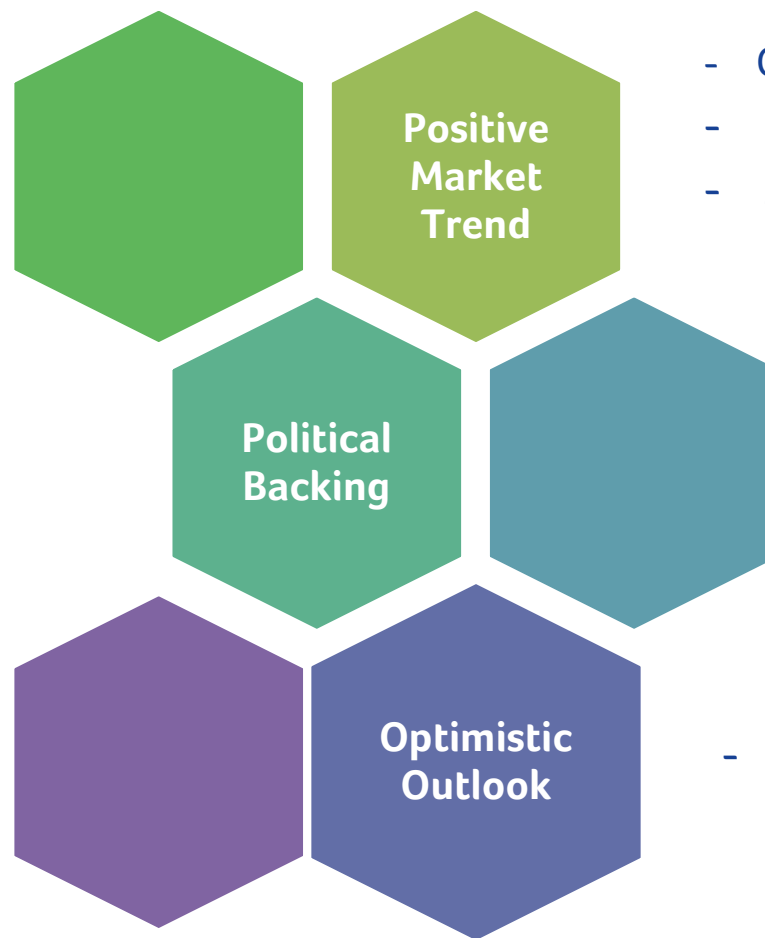 Positive
Market
Trend
-
-
-
Political
Backing
Optimistic
Outlook
-